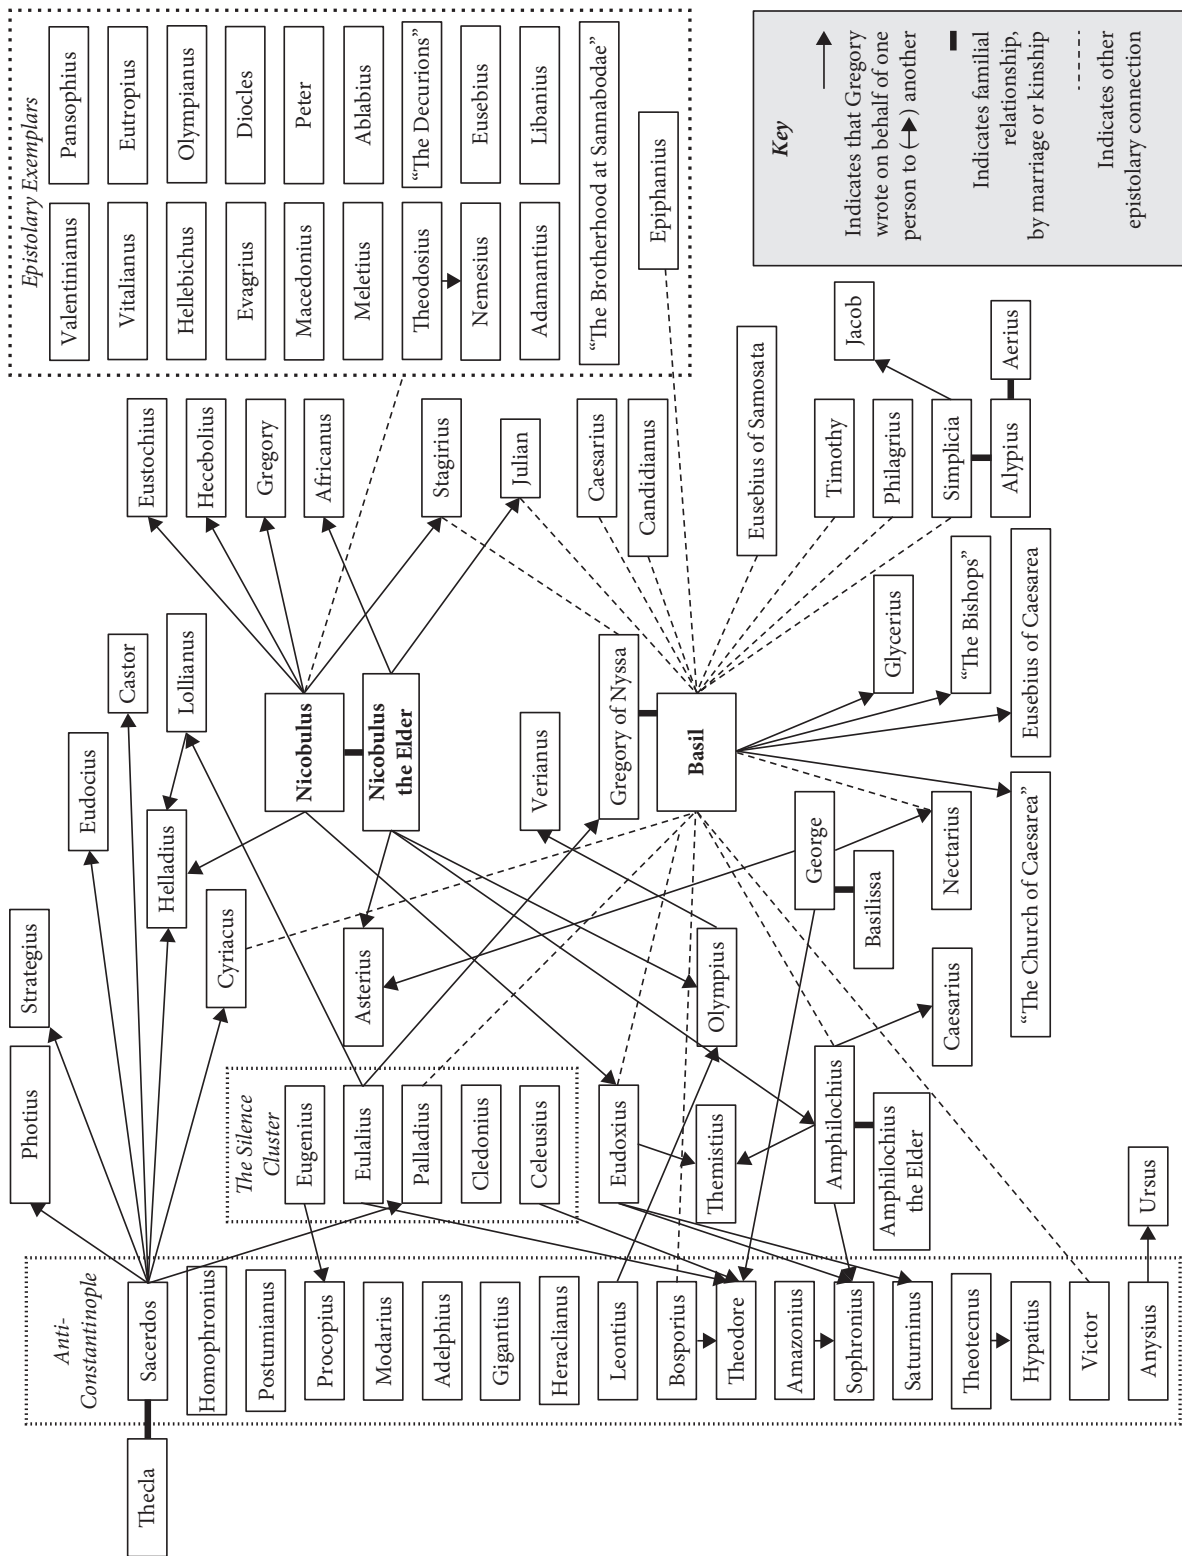 Thecla
Anti-
Constantinople
Sacerdos
Homophronius
Postumianus
Procopius
Modarius
Adelphius
Gigantius
Heraclianus
Leontius
Bosporius
Theodore
Amazonius
Sophronius
Saturninus
Theotecnus
Hypatius
Victor
Anysius
Photius
Strategius
Eudocius
Castor
Helladius
Lollianus
Cyriacus
The Silence
Cluster
Eugenius
Eulalius
Palladius
Cledonius
Celeusius
Eudoxius
Themistius
Amphilochius
Amphilochius
the Elder
Ursus
Asterius
Olympius
Caesarius
Verianus
George
Basilissa
Nectarius
“The Church of Caesarea”
Nicobulus
Nicobulus
the Elder
Gregory of Nyssa
Basil
Glycerius
“The Bishops”
Eusebius of Caesarea
Eustochius
Hecebolius
Gregory
Africanus
Stagirius
Julian
Caesarius
Candidianus
Eusebius of Samosata
Timothy
Philagrius
Simplicia
Alypius
Jacob
Aerius
Epistolary Exemplars
Valentinianus
Pansophius
Vitalianus
Eutropius
Hellebichus
Olympianus
Evagrius
Diocles
Macedonius
Peter
Meletius
Ablabius
Theodosius
“The Decurions”
Nemesius
Eusebius
Adamantius
Libanius
“The Brotherhood at Sannabodae”
Epiphanius
Key
Indicates that Gregory
wrote on behalf of one
person to (→) another
Indicates familial
relationship,
by marriage or kinship
Indicates other
epistolary connection